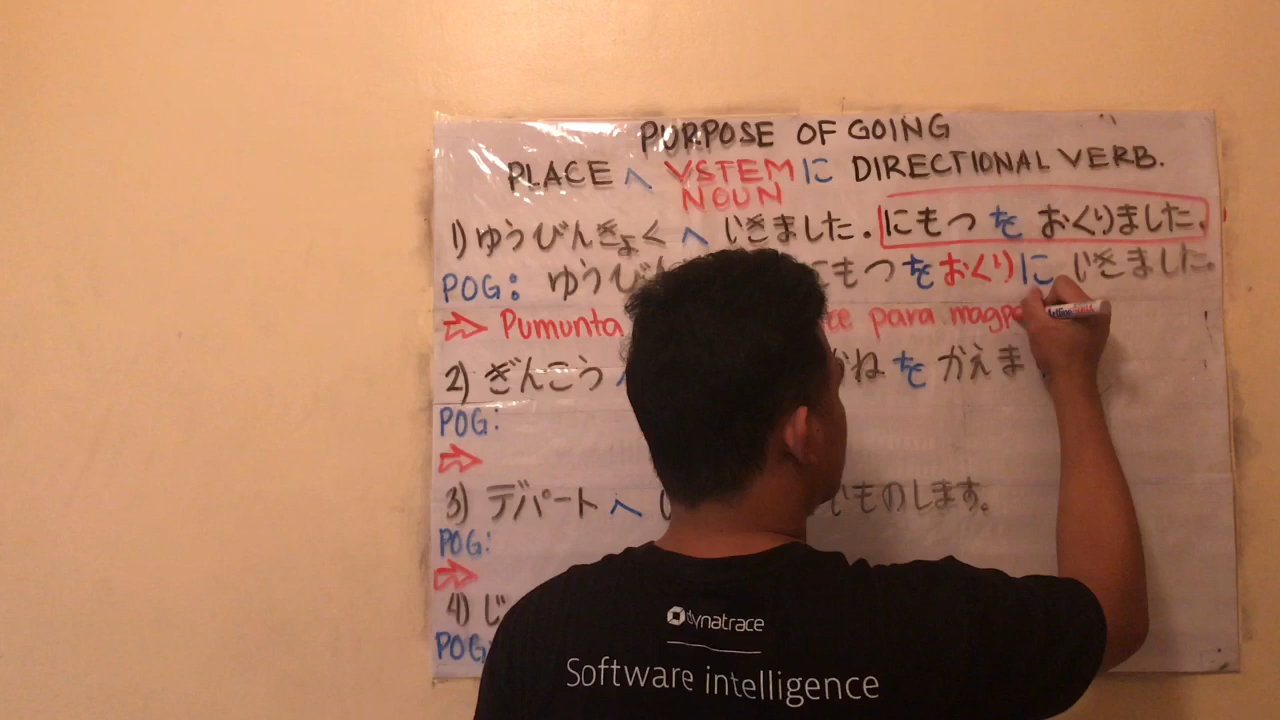 PURPOSE OF GOING
PLACE へ VSTEM に DIRECTIONAL VERB.
NOUN
1) ゆうびんきょく へ いきました. にもつ を おくりました.
POG: ゆうび にもつ を おくり に いきました.
⇨ Pumunta para magpa
2) ぎんこう かね を かえま
POG:
⇨
3) デパート へ いものします。
POG:
⇨
4) じ
POG:
dynatrace
Software intelligence
Artline